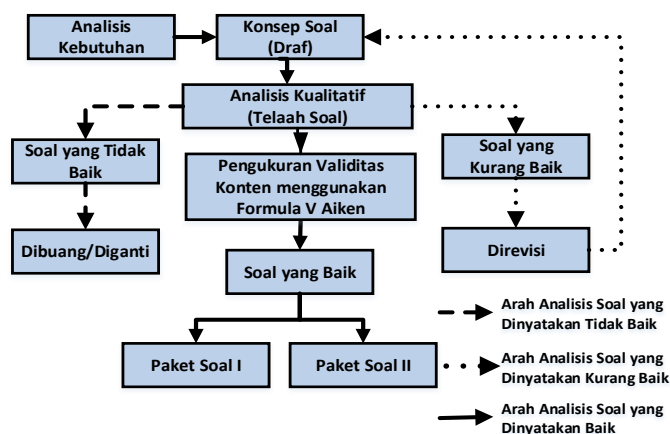 Analisis
Kebutuhan
Konsep Soal
(Draf)
Analisis Kualitatif
(Telaah Soal)
Soal yang Tidak
Baik
Pengukuran Validitas
Konten menggunakan
Formula V Aiken
Soal yang
Kurang Baik
Dibuang/Diganti
Direvisi
Soal yang Baik
Paket Soal I
Paket Soal II
Arah Analisis Soal yang
Dinyatakan Tidak Baik
Arah Analisis Soal yang
Dinyatakan Kurang Baik
Arah Analisis Soal yang
Dinyatakan Baik